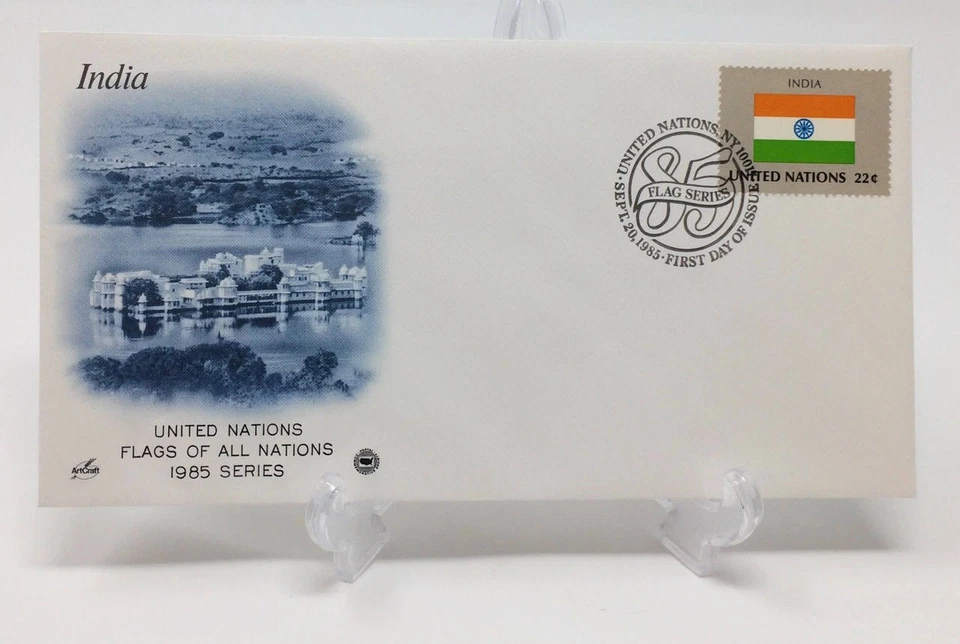 India
INDIA
UNITED NATIONS 22¢
UNITED NATIONS, NY 1001
85
FLAG SERIES
SEPT. 20, 1985 · FIRST DAY OF ISSUE
UNITED NATIONS
FLAGS OF ALL NATIONS
1985 SERIES
ArtCraft